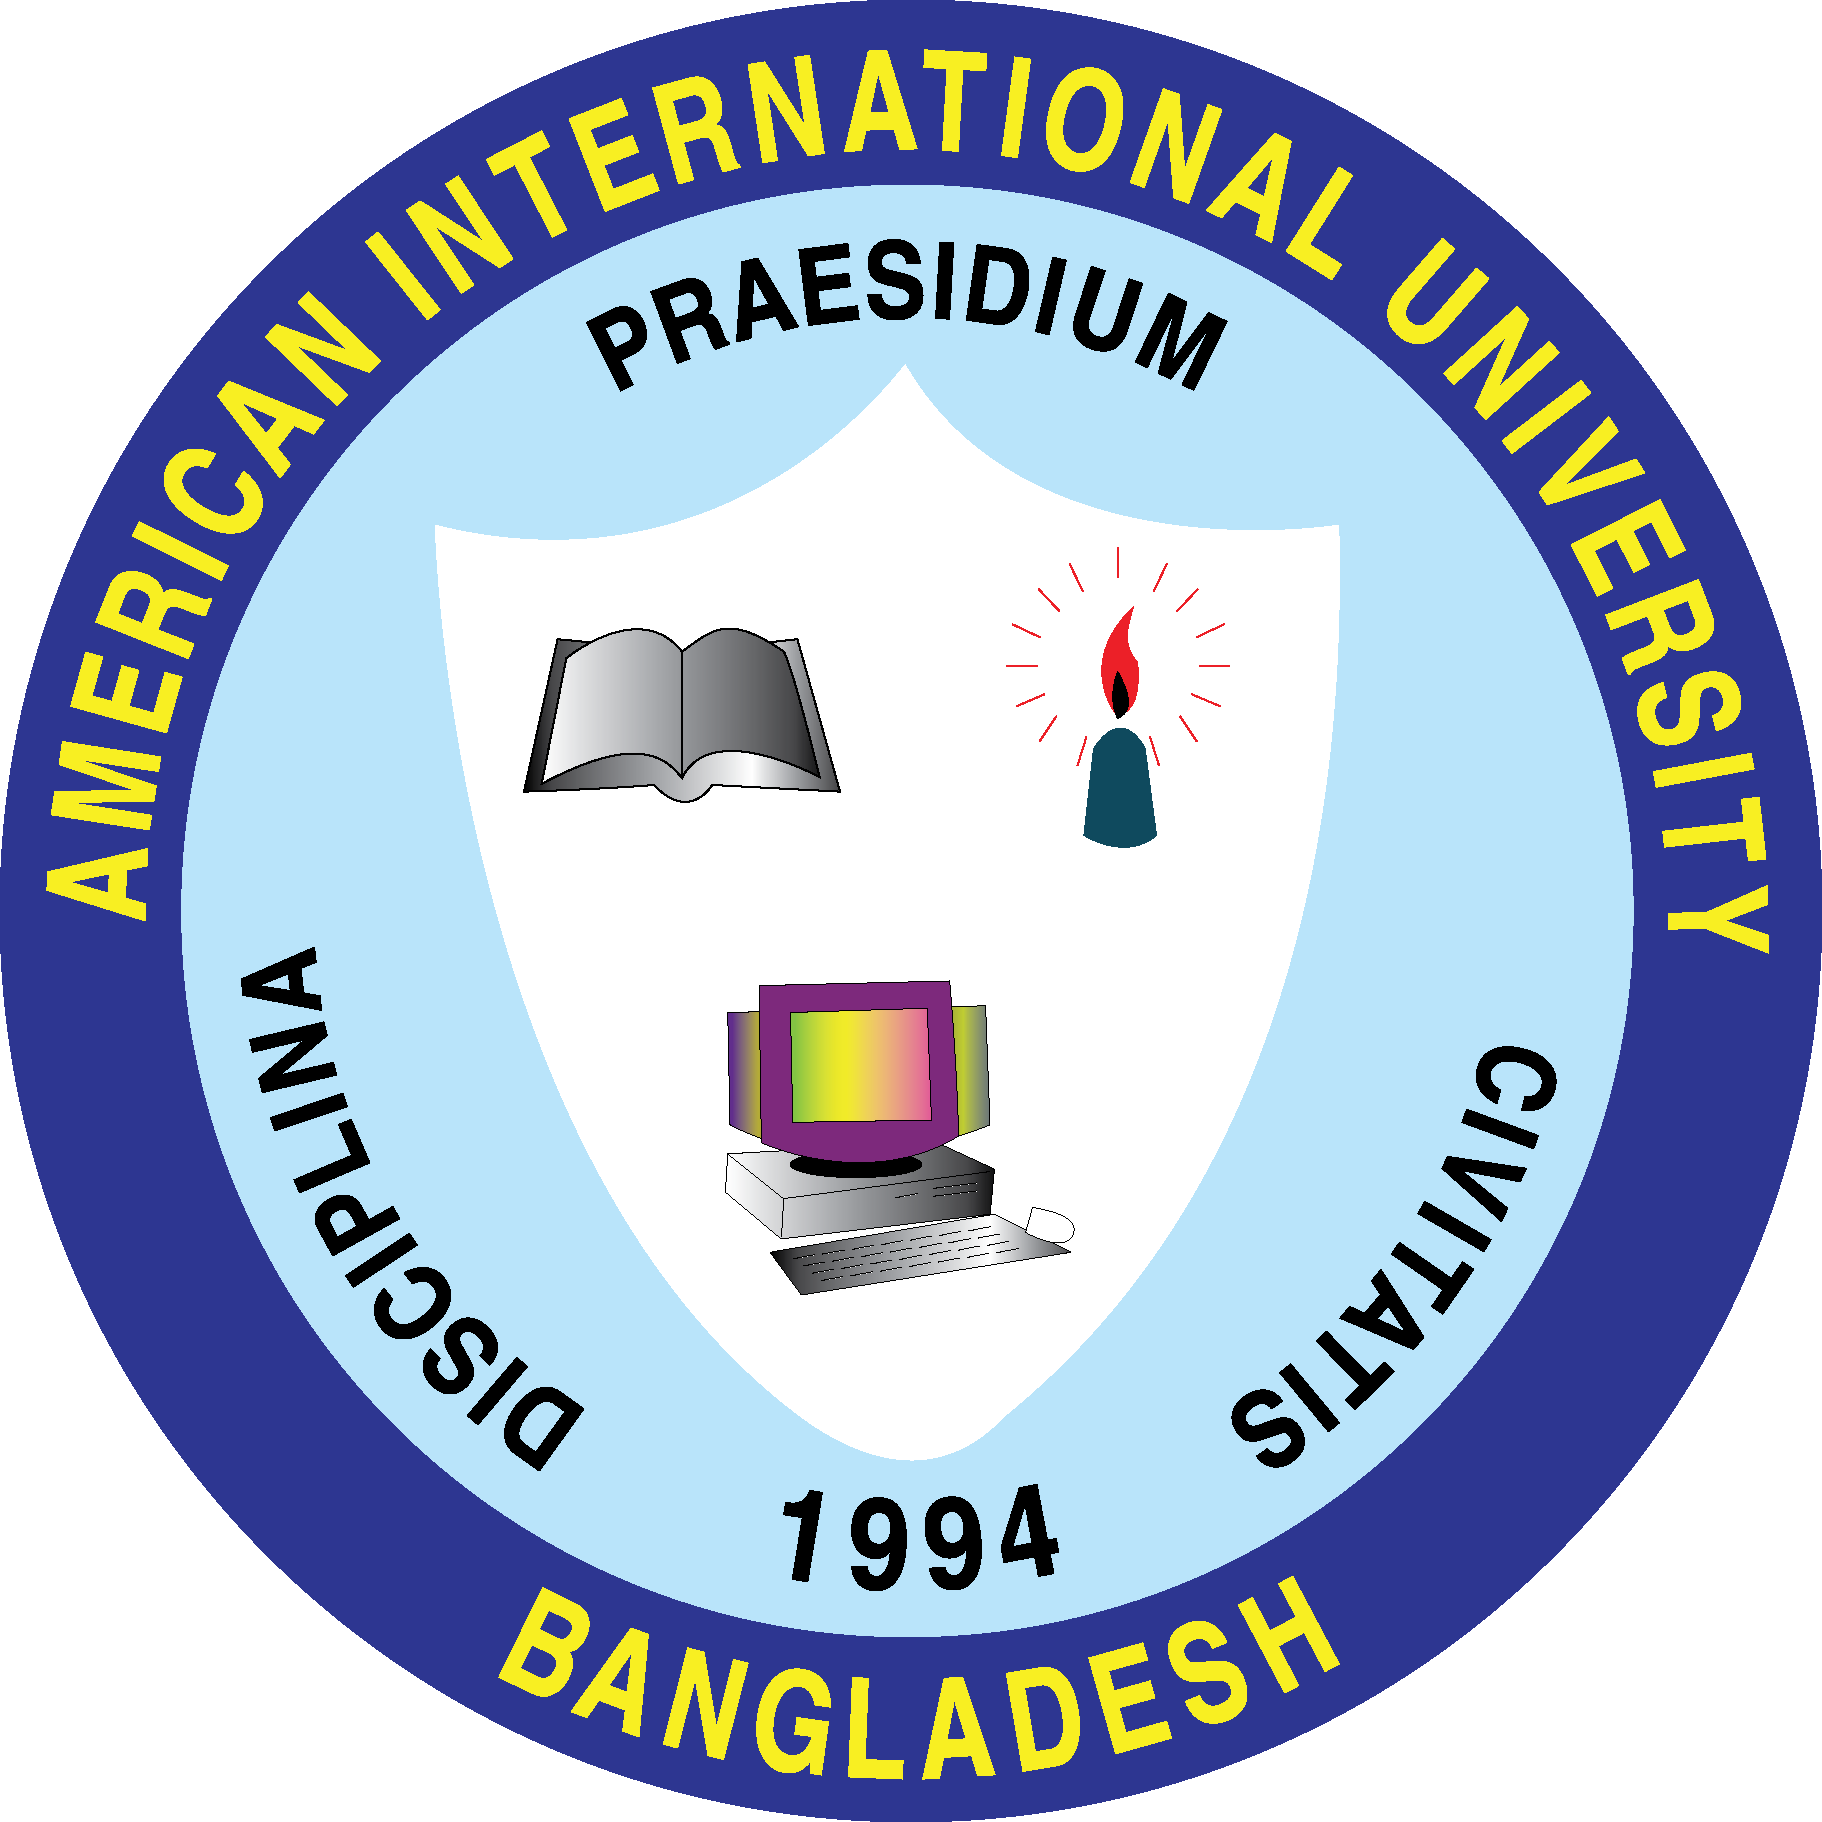 AMERICAN INTERNATIONAL UNIVERSITY
PRAESIDIUM
DISCIPLINA
CIVITATIS
1994
BANGLADESH